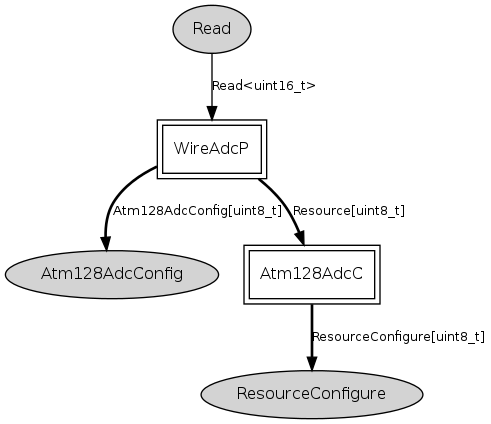 Read
Read<uint16_t>
WireAdcP
Atm128AdcConfig[uint8_t]
Resource[uint8_t]
Atm128AdcConfig
Atm128AdcC
ResourceConfigure[uint8_t]
ResourceConfigure